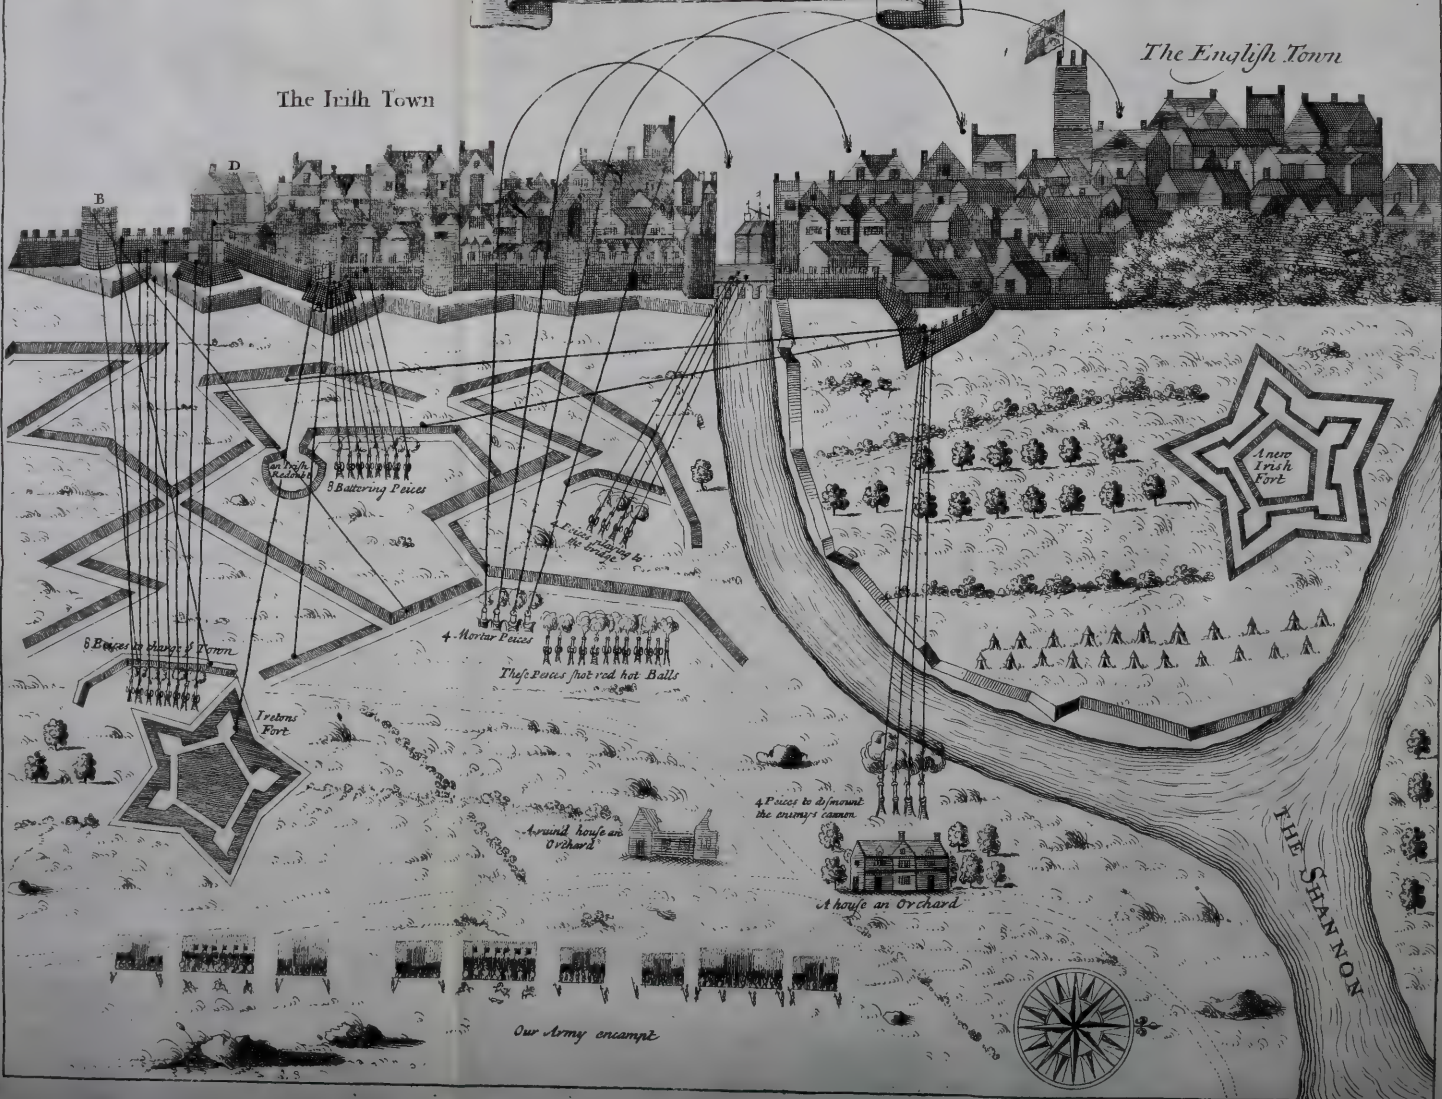 The Engliſh Town
The Iriſh Town
D
B
an Iriſh
Redoubt
8 Battering Peices
A new
Irish
Fort
4 Peices playing to
the bridge
4 Mortar Peices
Theſe Peices ſhot red hot Balls
8 Peices to charge Town
Iretons
Fort
4 Peices to diſmount
the enemys cannon
A ruind house an
Orchard
A house an Orchard
THE SHANNON
Our Army encampt